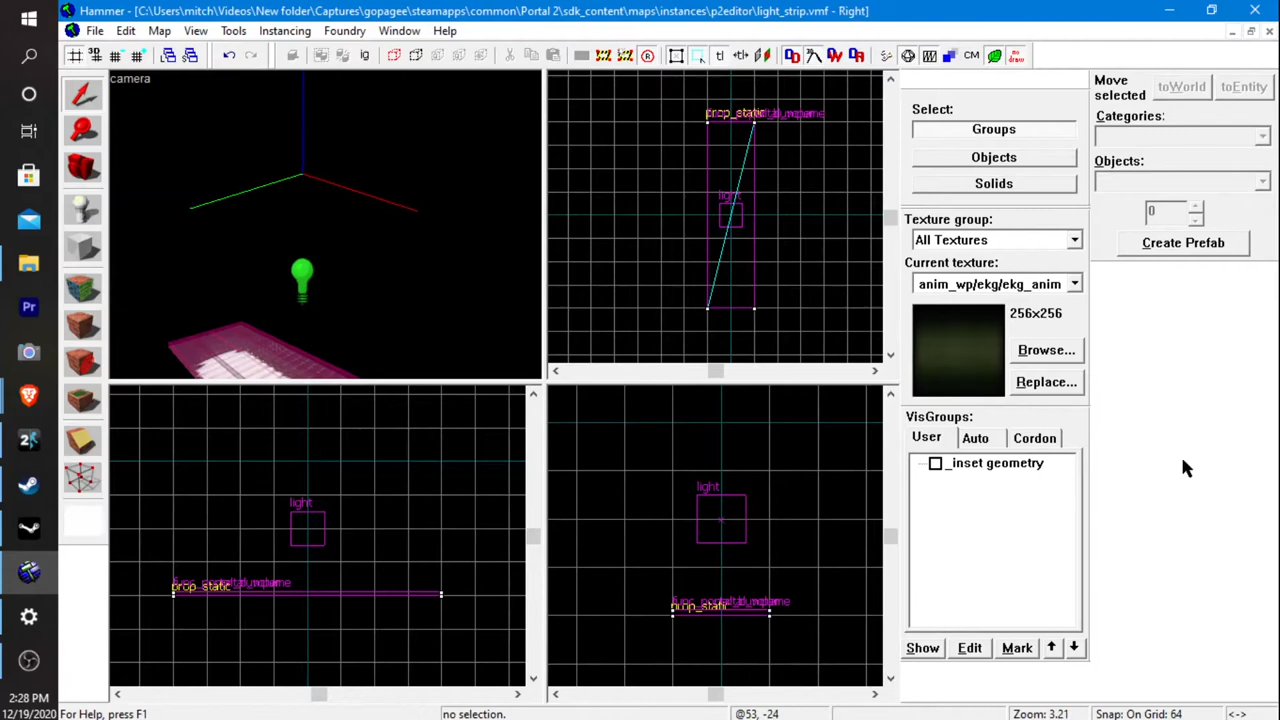 Hammer - [C:\Users\mitch\Videos\New folder\Captures\gopagee\steamapps\common\Portal 2\sdk_content\maps\instances\p2editor\light_strip.vmf - Right]
File Edit Map View Tools Instancing Foundry Window Help
camera
prop_static
light
light
prop_static
light
prop_static
Select:
Groups
Objects
Solids
Texture group:
All Textures
Current texture:
anim_wp/ekg/ekg_anim
256x256
Browse...
Replace...
VisGroups:
User Auto Cordon
_inset geometry
Show Edit Mark
Move
selected
toWorld toEntity
Categories:
Objects:
0
Create Prefab
2:28 PM
12/19/2020
For Help, press F1 no selection. @53, -24 Zoom: 3.21 Snap: On Grid: 64 <->